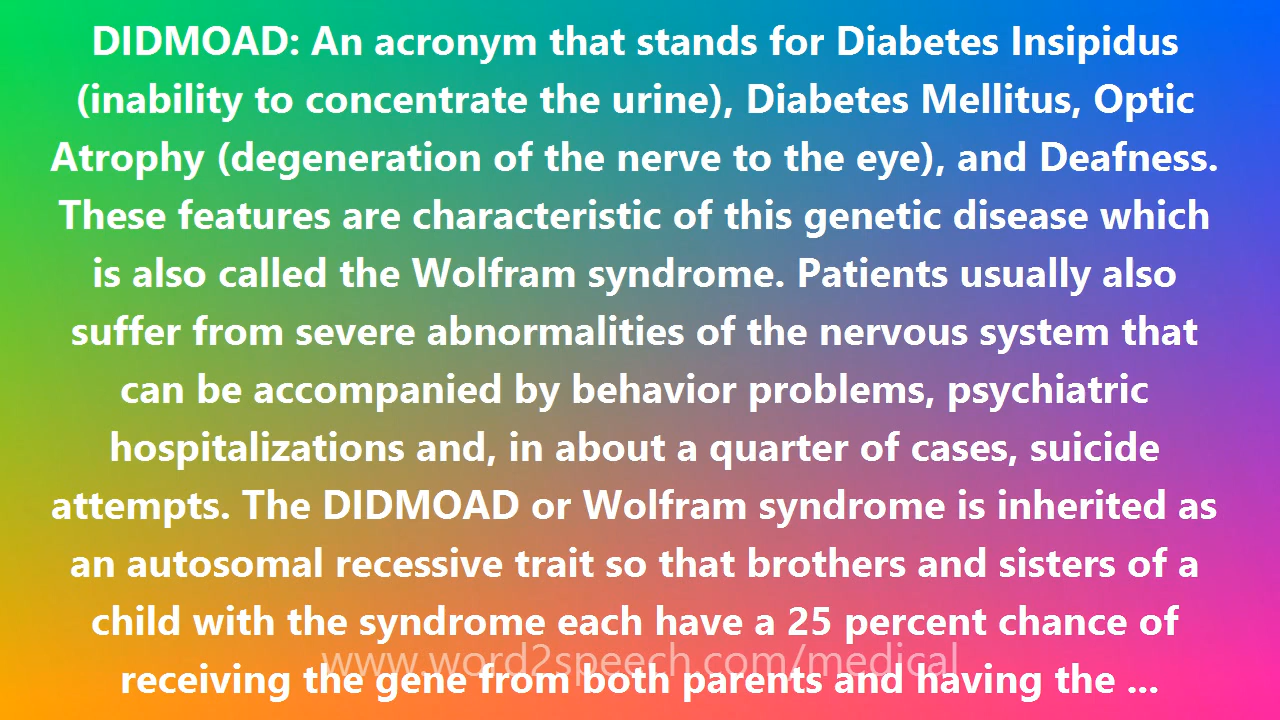 DIDMOAD: An acronym that stands for Diabetes Insipidus
(inability to concentrate the urine), Diabetes Mellitus, Optic
Atrophy (degeneration of the nerve to the eye), and Deafness.
These features are characteristic of this genetic disease which
is also called the Wolfram syndrome. Patients usually also
suffer from severe abnormalities of the nervous system that
can be accompanied by behavior problems, psychiatric
hospitalizations and, in about a quarter of cases, suicide
attempts. The DIDMOAD or Wolfram syndrome is inherited as
an autosomal recessive trait so that brothers and sisters of a
child with the syndrome each have a 25 percent chance of
www.word2speech.com/medical
receiving the gene from both parents and having the ...